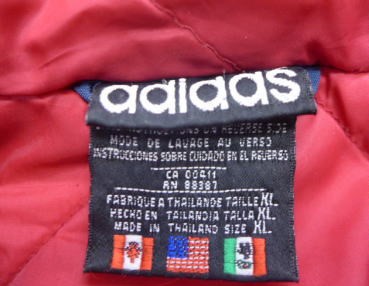 adidas
INSTRUCTIONS ON REVERSE SIDE
MODE DE LAVAGE AU VERSO
INSTRUCCIONES SOBRE CUIDADO EN EL REVERSO
CA 00411
RN 88387
FABRIQUE A THAILANDE TAILLE XL
HECHO EN TAILANDIA TALLA XL
MADE IN THAILAND SIZE XL